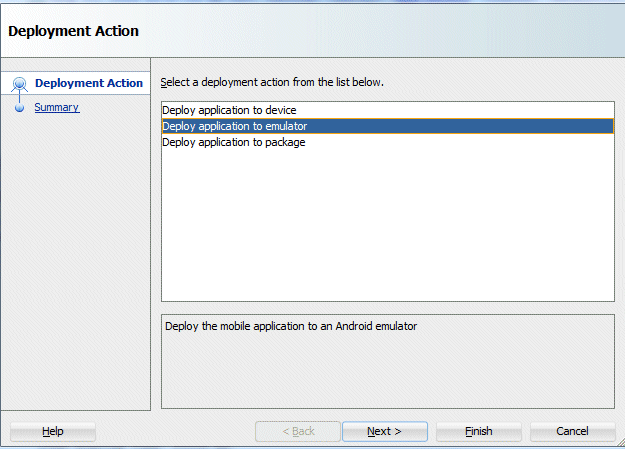 Deployment Action
Deployment Action
Summary
Select a deployment action from the list below.
Deploy application to device
Deploy application to emulator
Deploy application to package
Deploy the mobile application to an Android emulator
Help
< Back
Next >
Finish
Cancel